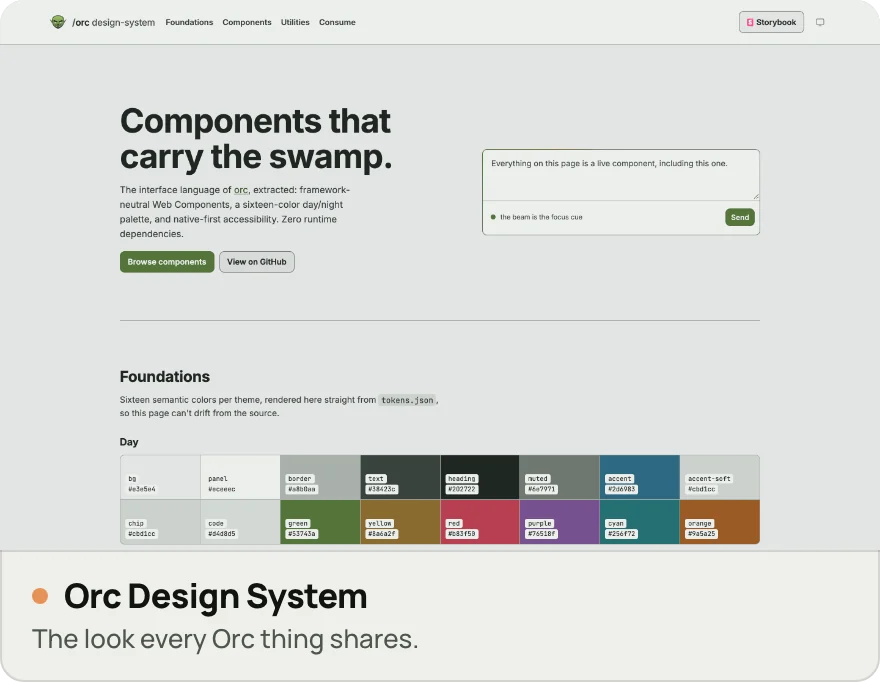 /orc design-system Foundations Components Utilities Consume Storybook
Components that
carry the swamp.
The interface language of orc, extracted: framework-
neutral Web Components, a sixteen-color day/night
palette, and native-first accessibility. Zero runtime
dependencies.
Browse components View on GitHub
Everything on this page is a live component, including this one.
the beam is the focus cue Send
Foundations
Sixteen semantic colors per theme, rendered here straight from tokens.json,
so this page can't drift from the source.
Day
bg panel border text heading muted accent accent-soft
#e3e5e4 #eceeec #a8b0aa #38423c #202722 #6e7971 #2d6983 #cbd1cc
chip code green yellow red purple cyan orange
#cbd1cc #d4d8d5 #53743a #8a6a2f #b83f50 #76518f #256f72 #9a5a25
Orc Design System
The look every Orc thing shares.